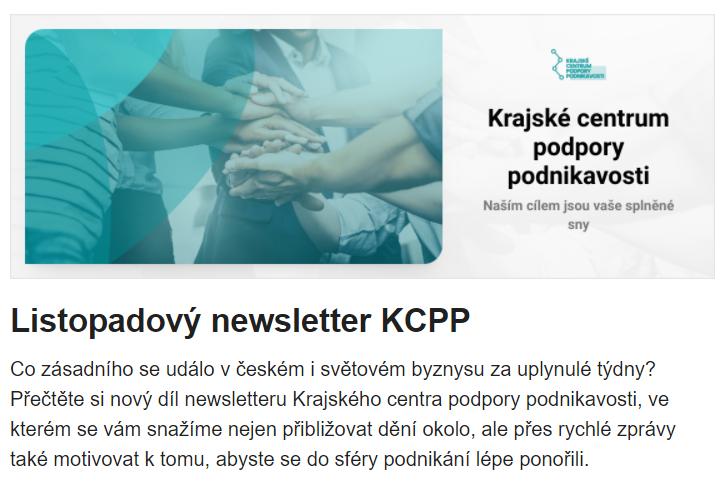 KRAJSKÉ
CENTRUM
PODPORY
PODNIKAVOSTI
Krajské centrum
podpory
podnikavosti
Naším cílem jsou vaše splněné
sny
Listopadový newsletter KCPP
Co zásadního se událo v českém i světovém byznysu za uplynulé týdny?
Přečtěte si nový díl newsletteru Krajského centra podpory podnikavosti, ve
kterém se vám snažíme nejen přibližovat dění okolo, ale přes rychlé zprávy
také motivovat k tomu, abyste se do sféry podnikání lépe ponořili.